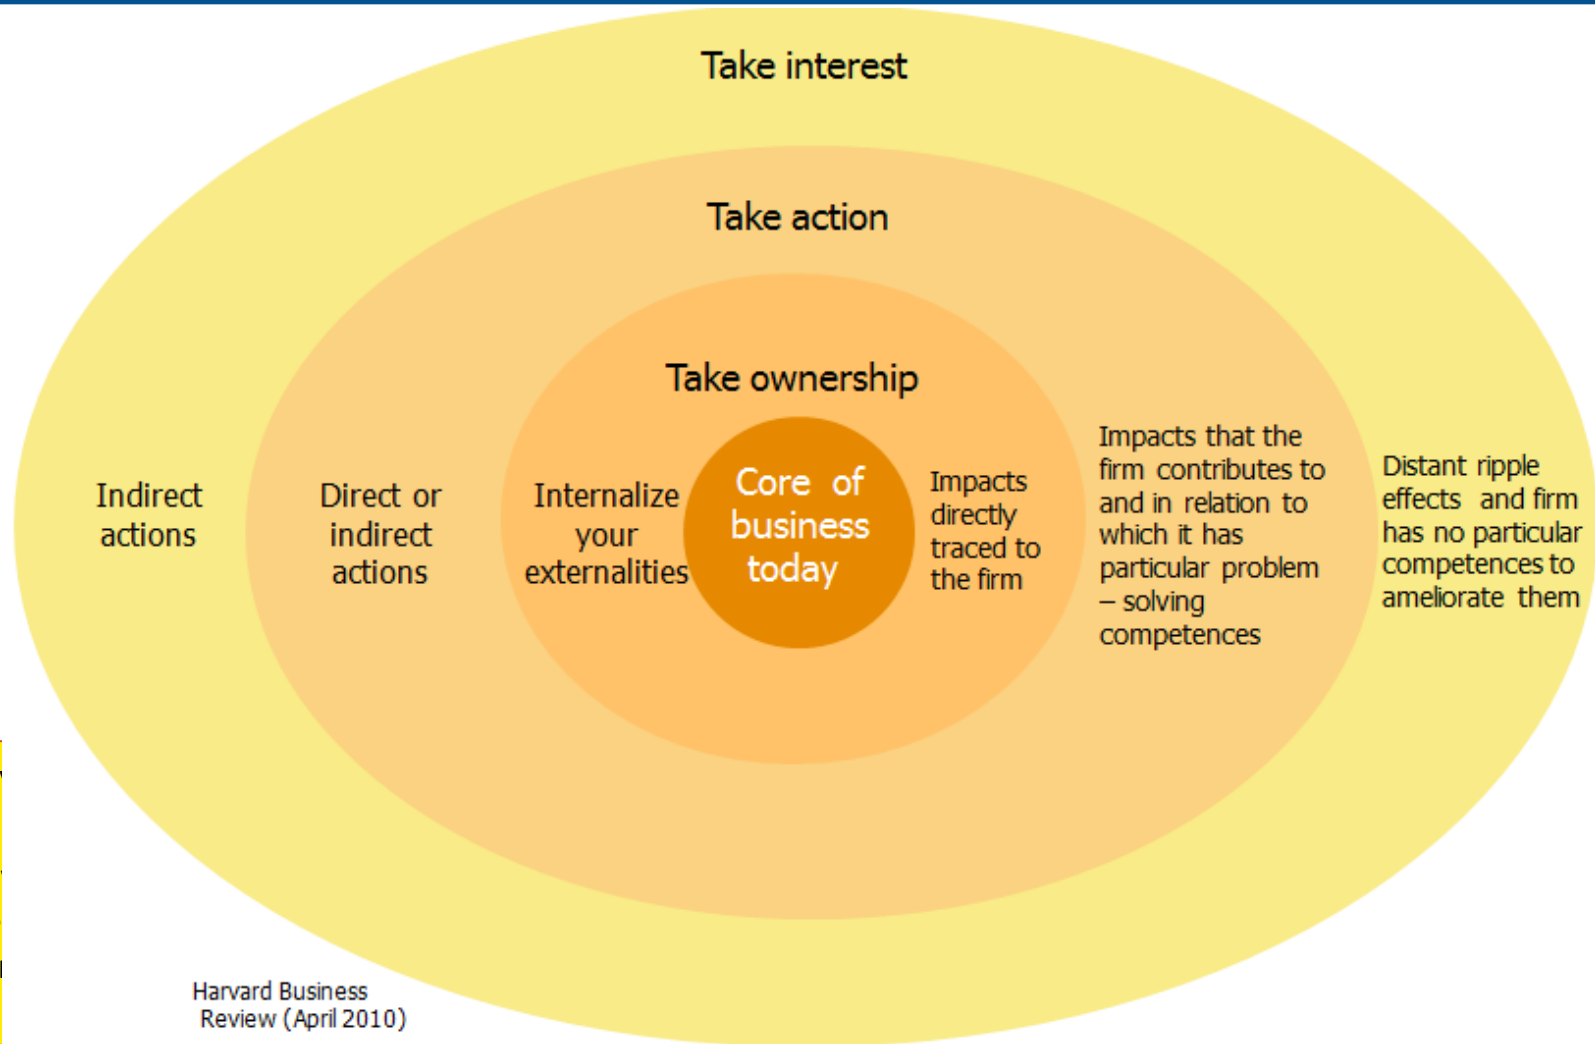 Take interest
Take action
Take ownership
Indirect
actions
Direct or
indirect
actions
Internalize
your
externalities
Core of
business
today
Impacts
directly
traced to
the firm
Impacts that the
firm contributes to
and in relation to
which it has
particular problem
– solving
competences
Distant ripple
effects and firm
has no particular
competences to
ameliorate them
Harvard Business
Review (April 2010)